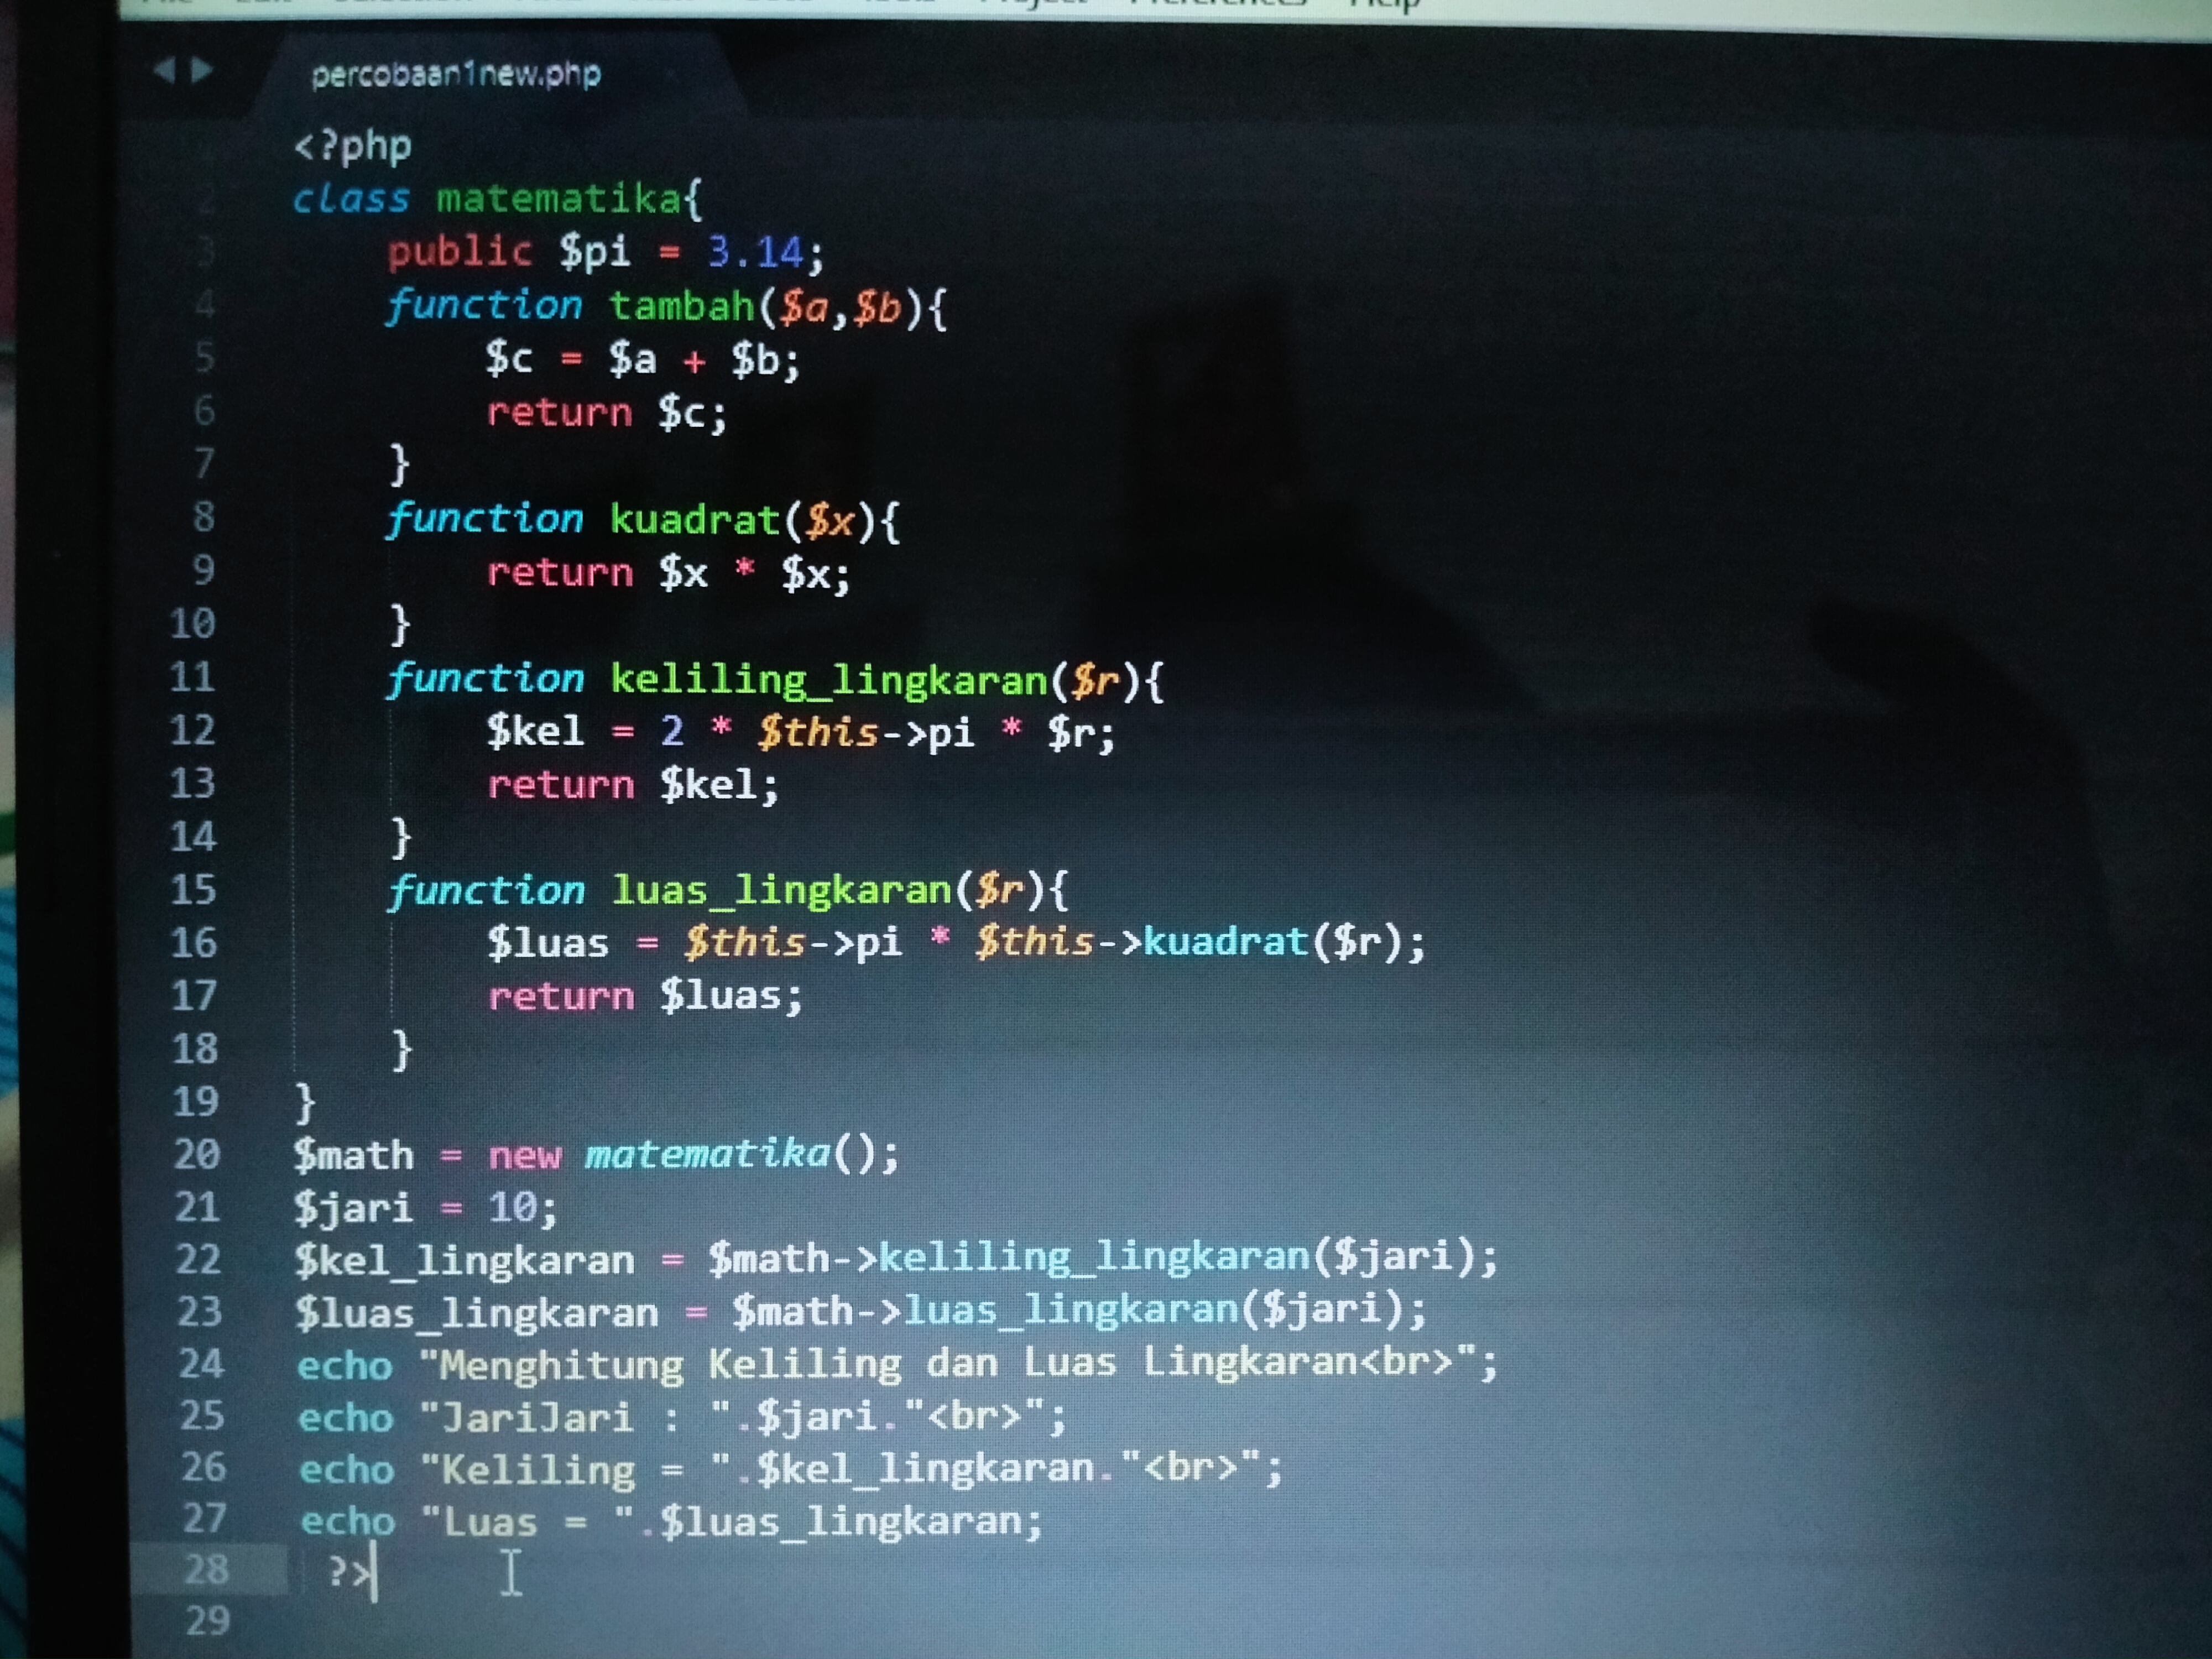 Project Preferences Help
percobaan1new.php
<?php
2 class matematika{
3 public $pi = 3.14;
4 function tambah($a,$b){
5 $c = $a + $b;
6 return $c;
7 }
8 function kuadrat($x){
9 return $x * $x;
10 }
11 function keliling_lingkaran($r){
12 $kel = 2 * $this->pi * $r;
13 return $kel;
14 }
15 function luas_lingkaran($r){
16 $luas = $this->pi * $this->kuadrat($r);
17 return $luas;
18 }
19 }
20 $math = new matematika();
21 $jari = 10;
22 $kel_lingkaran = $math->keliling_lingkaran($jari);
23 $luas_lingkaran = $math->luas_lingkaran($jari);
24 echo "Menghitung Keliling dan Luas Lingkaran<br>";
25 echo "JariJari : ".$jari."<br>";
26 echo "Keliling = ".$kel_lingkaran."<br>";
27 echo "Luas = ".$luas_lingkaran;
28 ?>
29